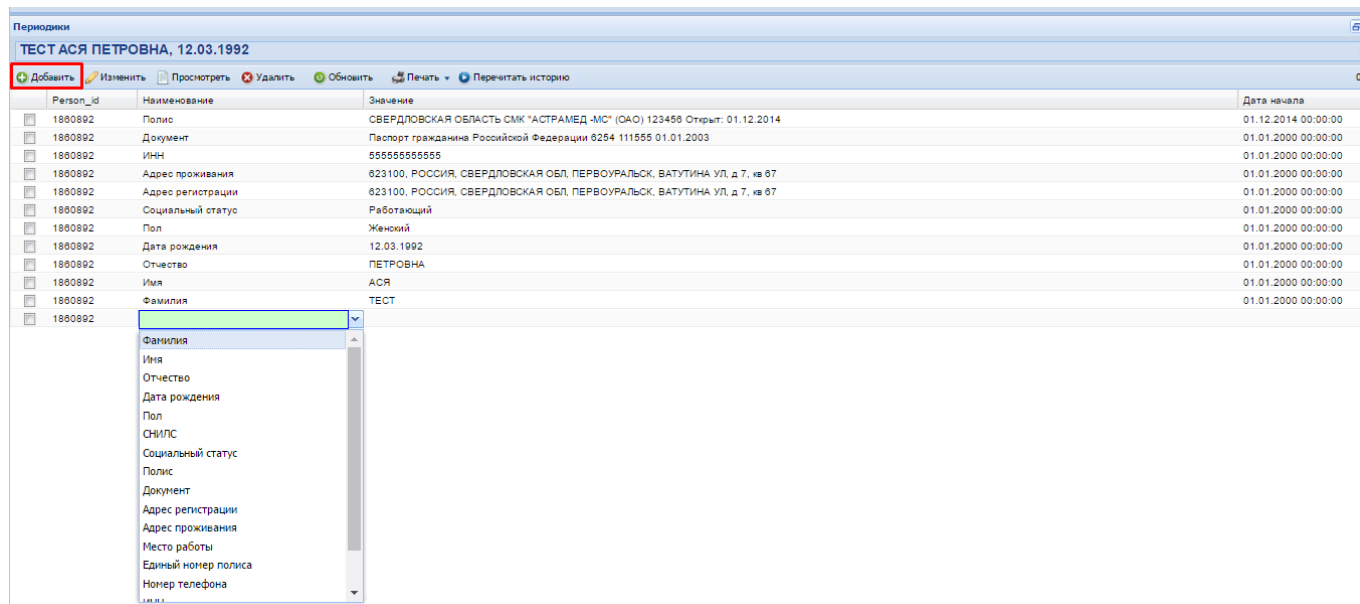 Периодики
ТЕСТ АСЯ ПЕТРОВНА, 12.03.1992
Добавить Изменить Просмотреть Удалить Обновить Печать Перечитать историю
Person_id Наименование Значение Дата начала
1860892 Полис СВЕРДЛОВСКАЯ ОБЛАСТЬ СМК "АСТРАМЕД -МС" (ОАО) 123456 Открыт: 01.12.2014 01.12.2014 00:00:00
1860892 Документ Паспорт гражданина Российской Федерации 6254 111555 01.01.2003 01.01.2000 00:00:00
1860892 ИНН 555555555555 01.01.2000 00:00:00
1860892 Адрес проживания 623100, РОССИЯ, СВЕРДЛОВСКАЯ ОБЛ, ПЕРВОУРАЛЬСК, ВАТУТИНА УЛ, д 7, кв 67 01.01.2000 00:00:00
1860892 Адрес регистрации 623100, РОССИЯ, СВЕРДЛОВСКАЯ ОБЛ, ПЕРВОУРАЛЬСК, ВАТУТИНА УЛ, д 7, кв 67 01.01.2000 00:00:00
1860892 Социальный статус Работающий 01.01.2000 00:00:00
1860892 Пол Женский 01.01.2000 00:00:00
1860892 Дата рождения 12.03.1992 01.01.2000 00:00:00
1860892 Отчество ПЕТРОВНА 01.01.2000 00:00:00
1860892 Имя АСЯ 01.01.2000 00:00:00
1860892 Фамилия ТЕСТ 01.01.2000 00:00:00
1860892
Фамилия
Имя
Отчество
Дата рождения
Пол
СНИЛС
Социальный статус
Полис
Документ
Адрес регистрации
Адрес проживания
Место работы
Единый номер полиса
Номер телефона